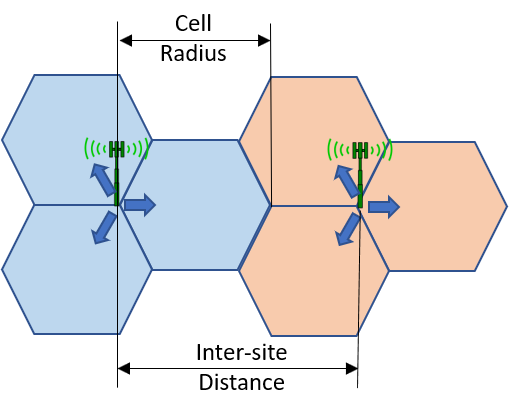 Cell
Radius
Inter-site
Distance